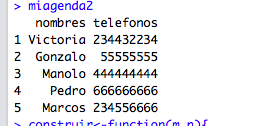 > miagenda2
nombres telefonos
1 Victoria 234432234
2 Gonzalo 55555555
3 Manolo 444444444
4 Pedro 666666666
5 Marcos 234556666
> construir<-function(m,n){